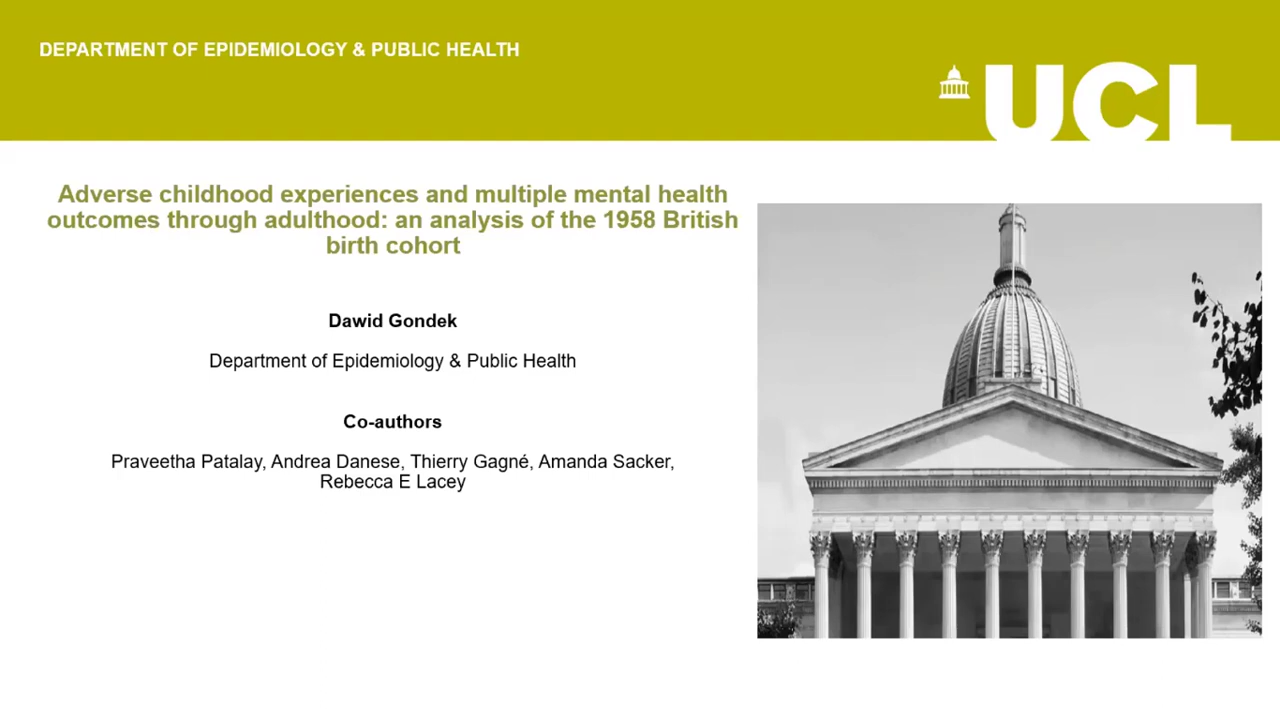 DEPARTMENT OF EPIDEMIOLOGY & PUBLIC HEALTH
UCL
Adverse childhood experiences and multiple mental health
outcomes through adulthood: an analysis of the 1958 British
birth cohort
Dawid Gondek
Department of Epidemiology & Public Health
Co-authors
Praveetha Patalay, Andrea Danese, Thierry Gagné, Amanda Sacker,
Rebecca E Lacey